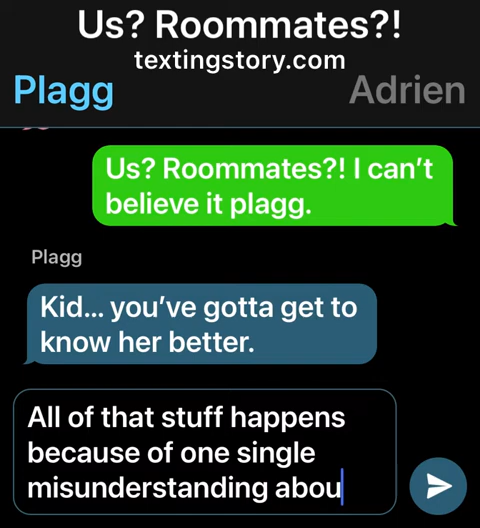 Us? Roommates?!
textingstory.com
Plagg
Adrien
Us? Roommates?! I can’t
believe it plagg.
Plagg
Kid... you’ve gotta get to
know her better.
All of that stuff happens
because of one single
misunderstanding abou